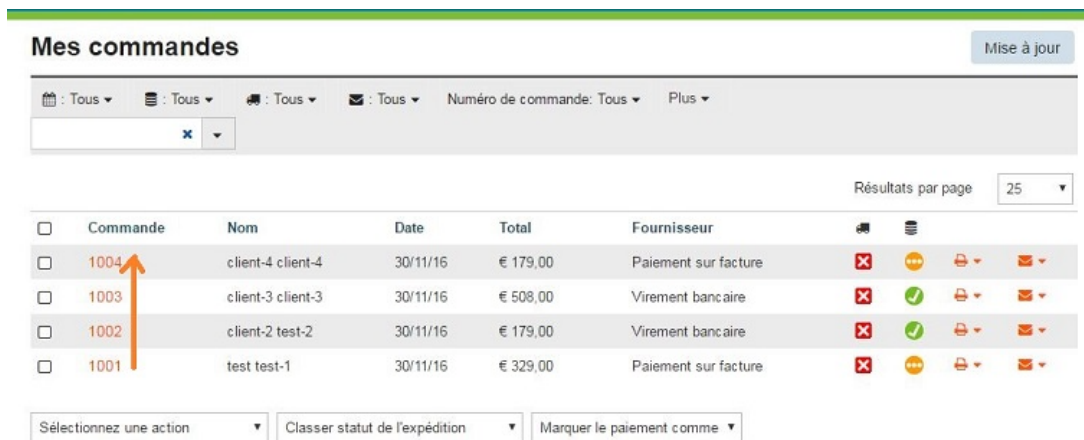 Mes commandes
Mise à jour
: Tous : Tous : Tous : Tous Numéro de commande: Tous Plus
Résultats par page 25
Commande Nom Date Total Fournisseur
1004 client-4 client-4 30/11/16 € 179,00 Paiement sur facture
1003 client-3 client-3 30/11/16 € 508,00 Virement bancaire
1002 client-2 test-2 30/11/16 € 179,00 Virement bancaire
1001 test test-1 30/11/16 € 329,00 Paiement sur facture
Sélectionnez une action Classer statut de l'expédition Marquer le paiement comme